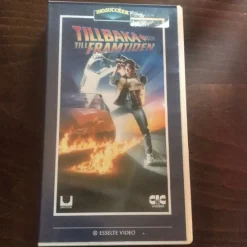 TILLBAKA
TILL FRAMTIDEN
CIC
© ESSELTE VIDEO